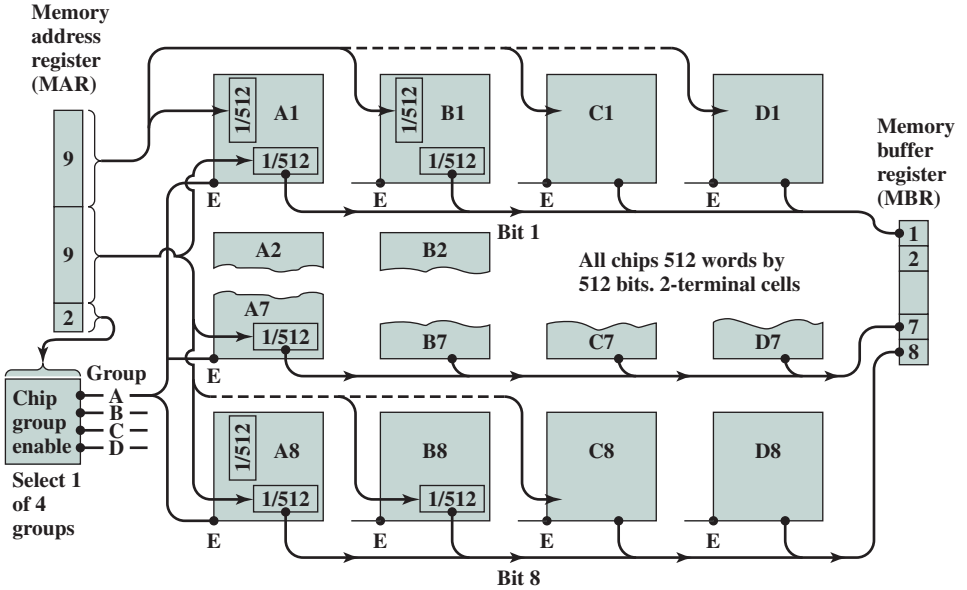 Memory
address
register
(MAR)
9
9
2
Chip
group
enable
Group
A
B
C
D
Select 1
of 4
groups
1/512
A1
1/512
E
1/512
B1
1/512
E
C1
E
D1
E
Bit 1
A2
B2
All chips 512 words by
512 bits. 2-terminal cells
A7
1/512
E
B7
C7
D7
1/512
A8
1/512
E
B8
1/512
E
C8
E
D8
E
Bit 8
Memory
buffer
register
(MBR)
1
2
7
8